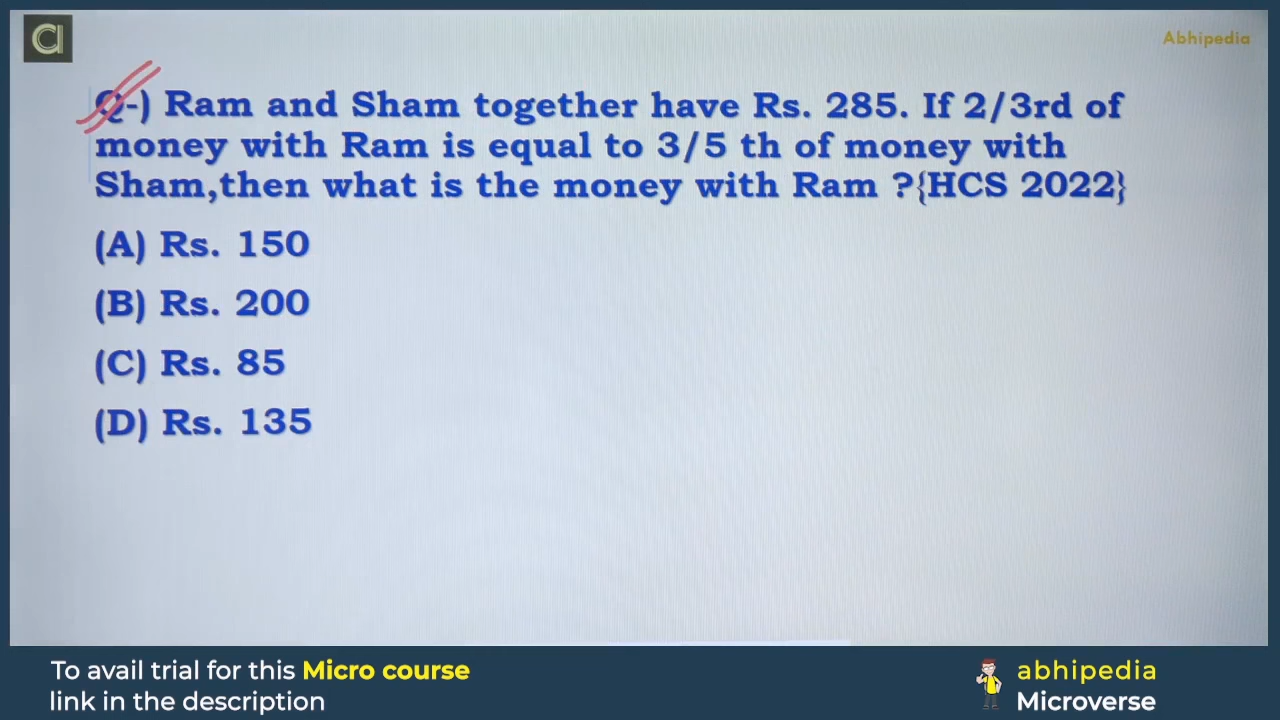 a
Abhipedia
Q-) Ram and Sham together have Rs. 285. If 2/3rd of
money with Ram is equal to 3/5 th of money with
Sham,then what is the money with Ram ?{HCS 2022}
(A) Rs. 150
(B) Rs. 200
(C) Rs. 85
(D) Rs. 135
To avail trial for this Micro course
link in the description
abhipedia
Microverse